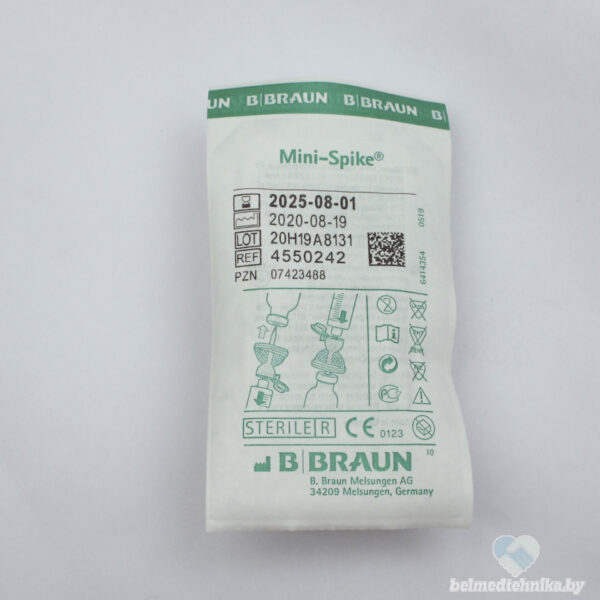 UN B|BRAUN B|BRAUN B
Mini-Spike®
2025-08-01
2020-08-19
LOT 20H19A8131
REF 4550242
PZN 07423488
6414354 0519
STERILE R CE 0123
10
B|BRAUN
B. Braun Melsungen AG
34209 Melsungen, Germany
belmedtehnika.by